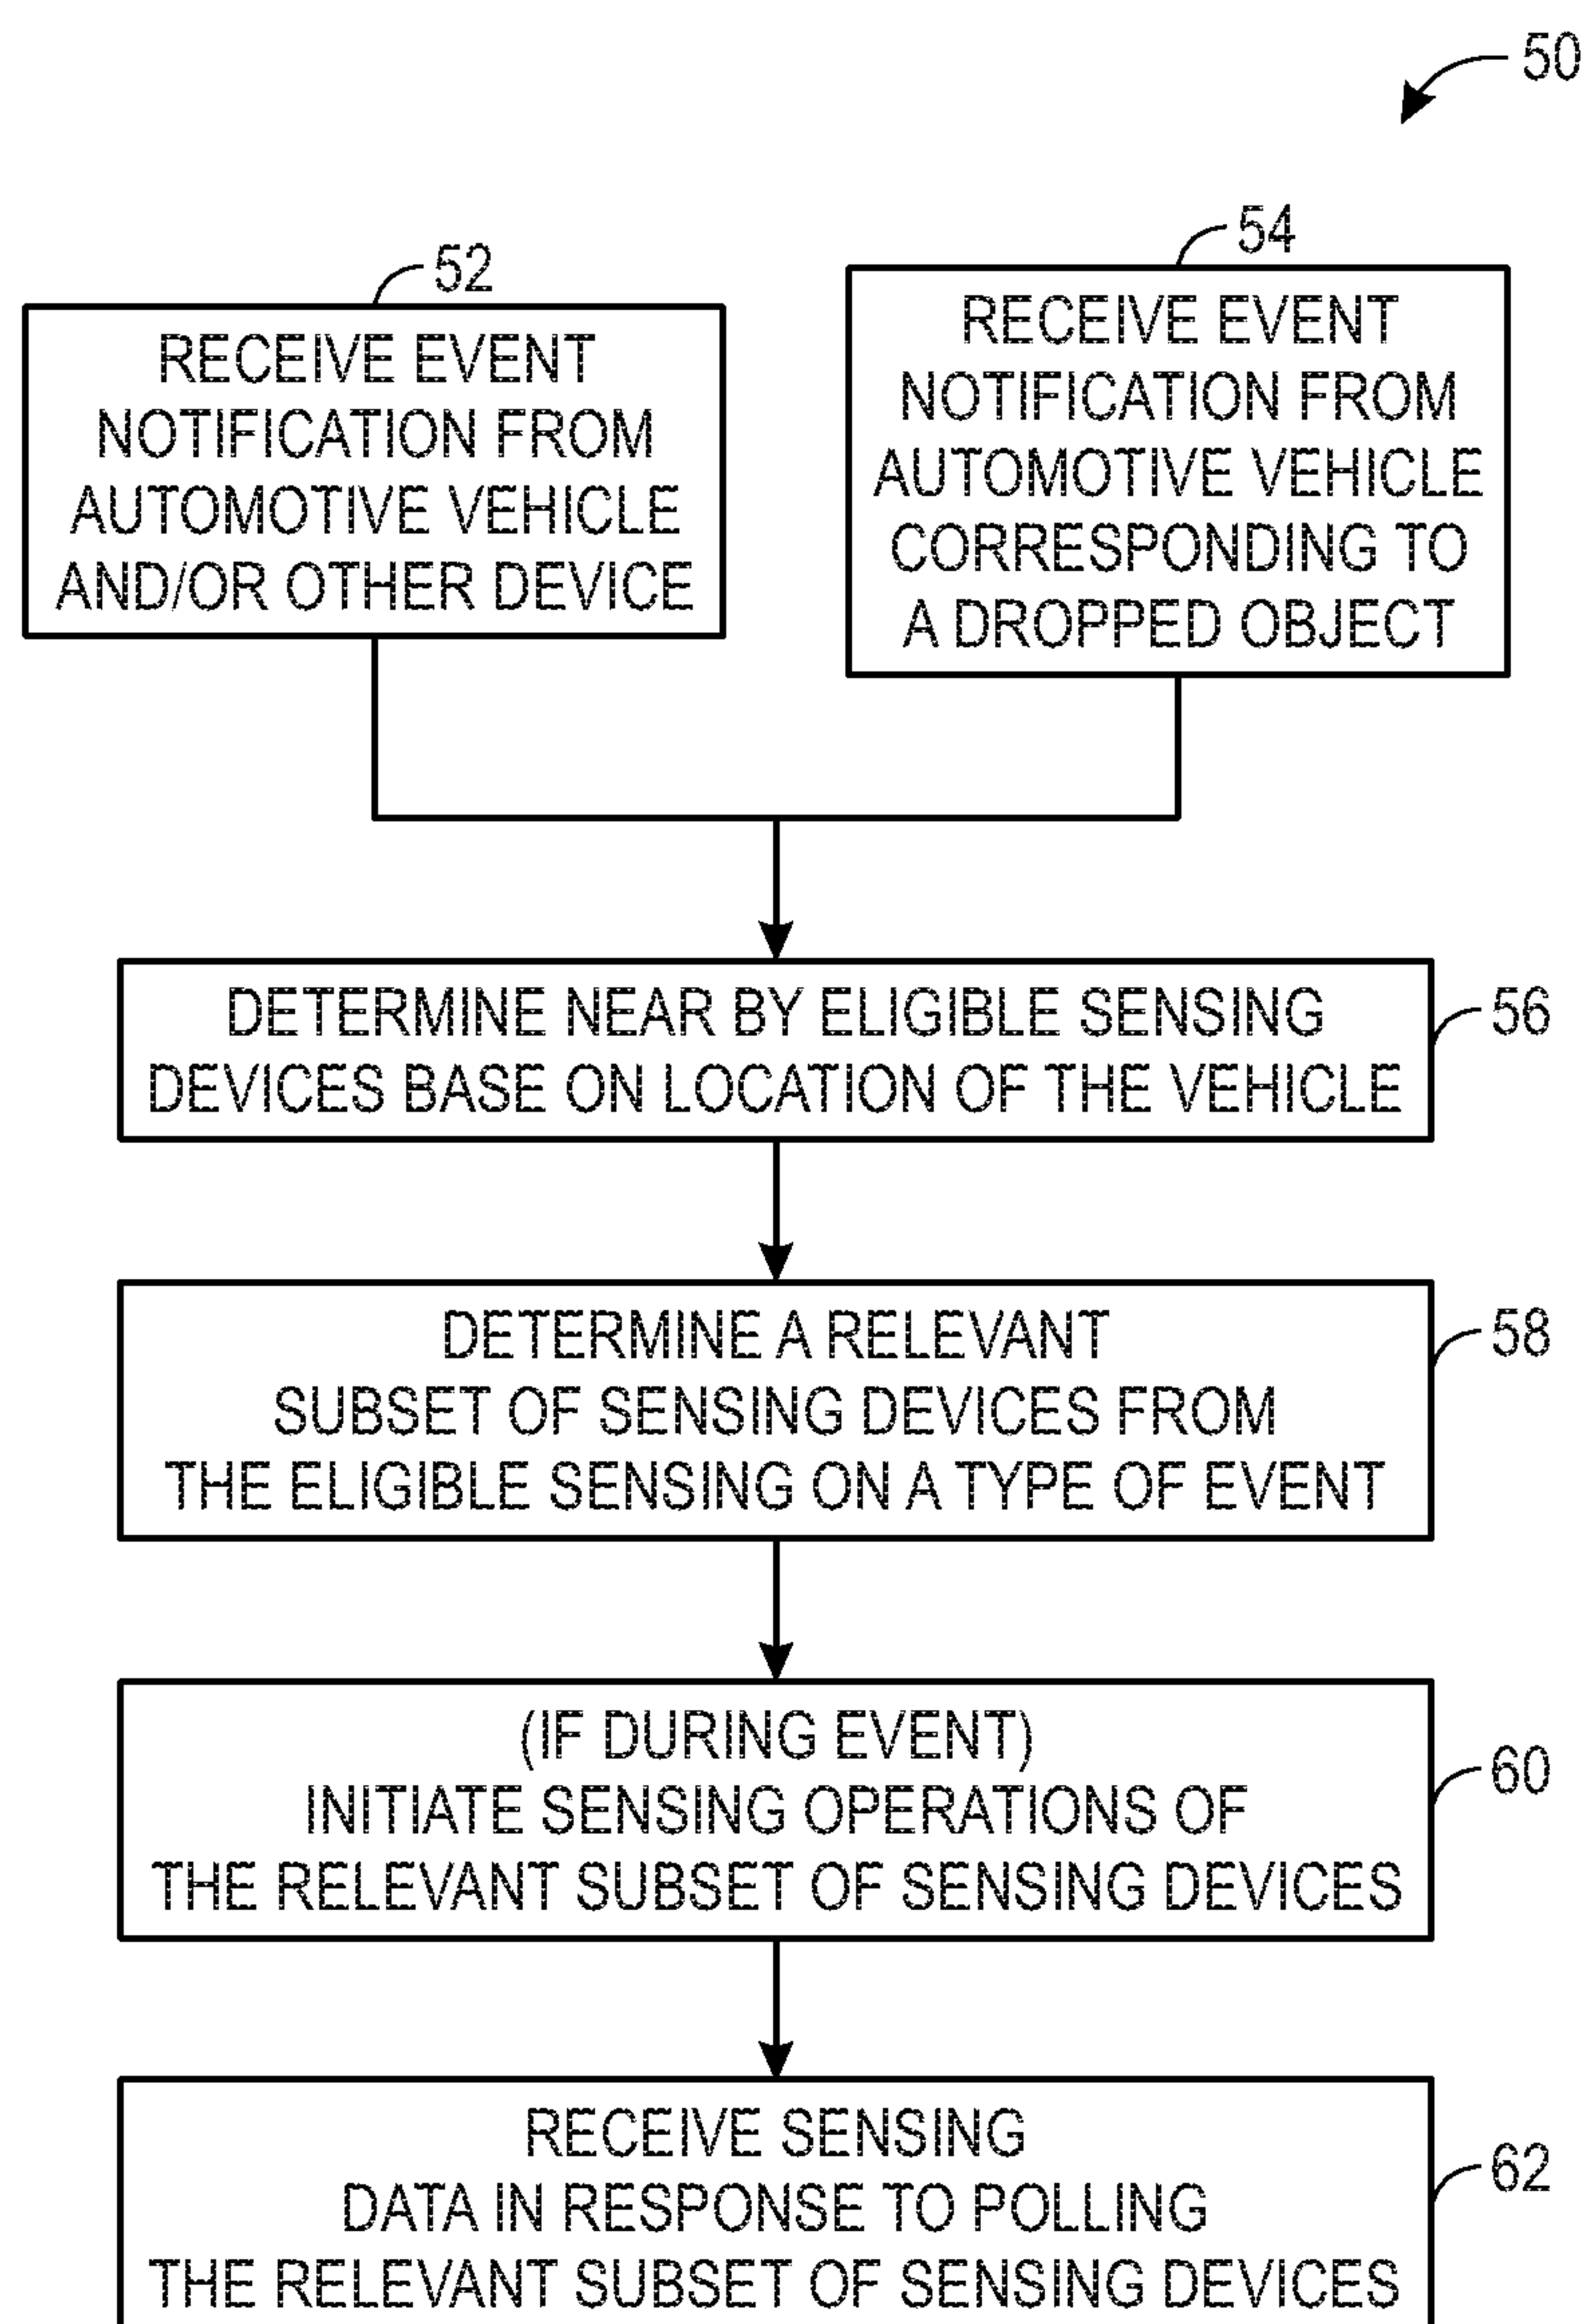 50
52
RECEIVE EVENT
NOTIFICATION FROM
AUTOMOTIVE VEHICLE
AND/OR OTHER DEVICE
54
RECEIVE EVENT
NOTIFICATION FROM
AUTOMOTIVE VEHICLE
CORRESPONDING TO
A DROPPED OBJECT
DETERMINE NEAR BY ELIGIBLE SENSING
DEVICES BASE ON LOCATION OF THE VEHICLE
56
DETERMINE A RELEVANT
SUBSET OF SENSING DEVICES FROM
THE ELIGIBLE SENSING ON A TYPE OF EVENT
58
(IF DURING EVENT)
INITIATE SENSING OPERATIONS OF
THE RELEVANT SUBSET OF SENSING DEVICES
60
RECEIVE SENSING
DATA IN RESPONSE TO POLLING
THE RELEVANT SUBSET OF SENSING DEVICES
62